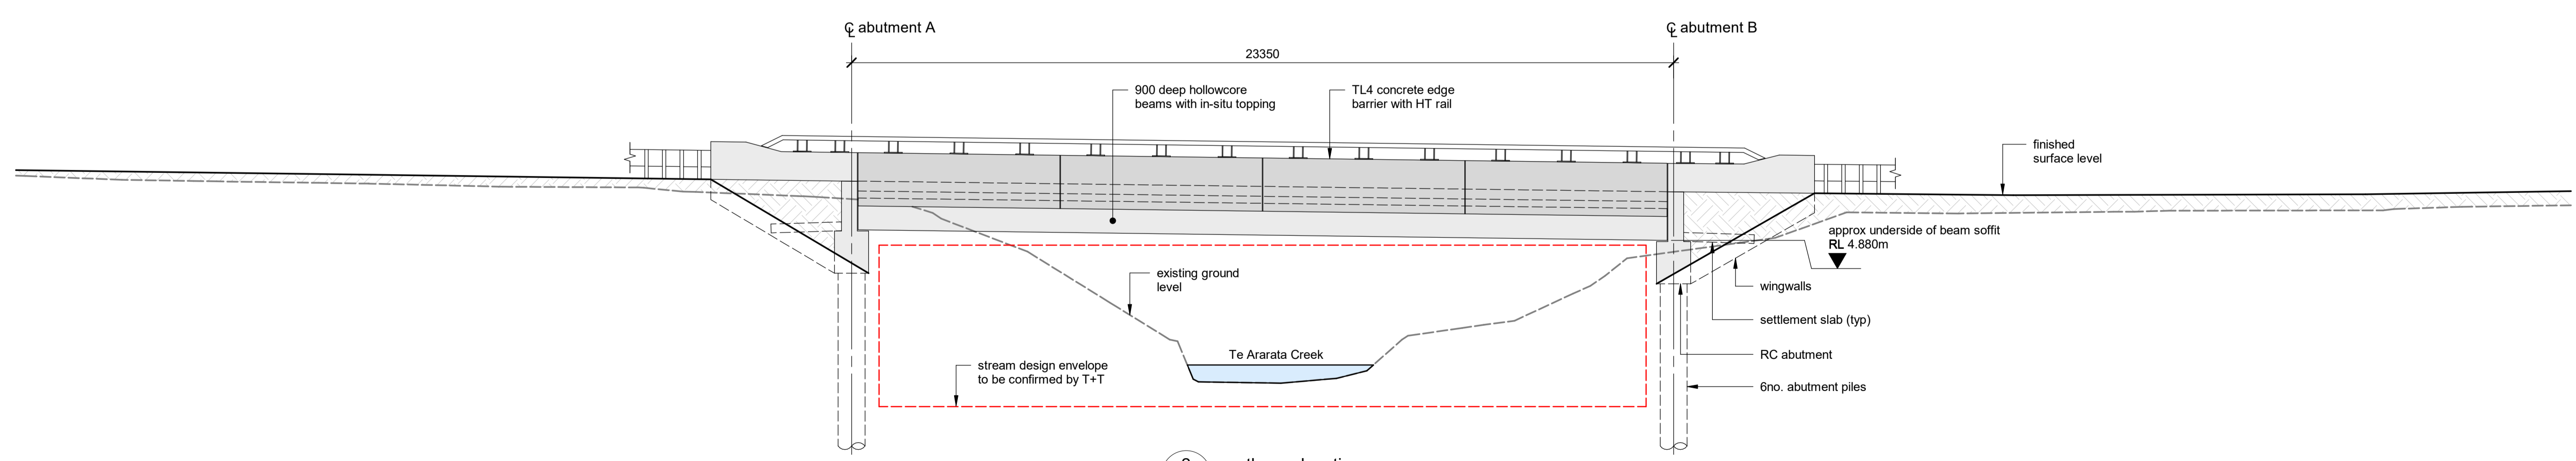 ℄ abutment A
℄ abutment B
23350
900 deep hollowcore
beams with in-situ topping
TL4 concrete edge
barrier with HT rail
finished
surface level
approx underside of beam soffit
RL 4.880m
existing ground
level
wingwalls
settlement slab (typ)
Te Ararata Creek
RC abutment
stream design envelope
to be confirmed by T+T
6no. abutment piles